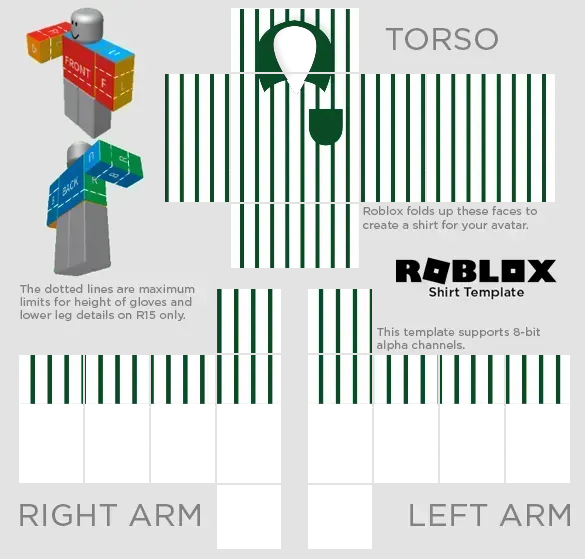 TORSO
FRONT
F
L
U
R
B
BACK
R
B
U
Roblox folds up these faces to
create a shirt for your avatar.
ROBLOX
Shirt Template
The dotted lines are maximum
limits for height of gloves and
lower leg details on R15 only.
This template supports 8-bit
alpha channels.
RIGHT ARM
LEFT ARM